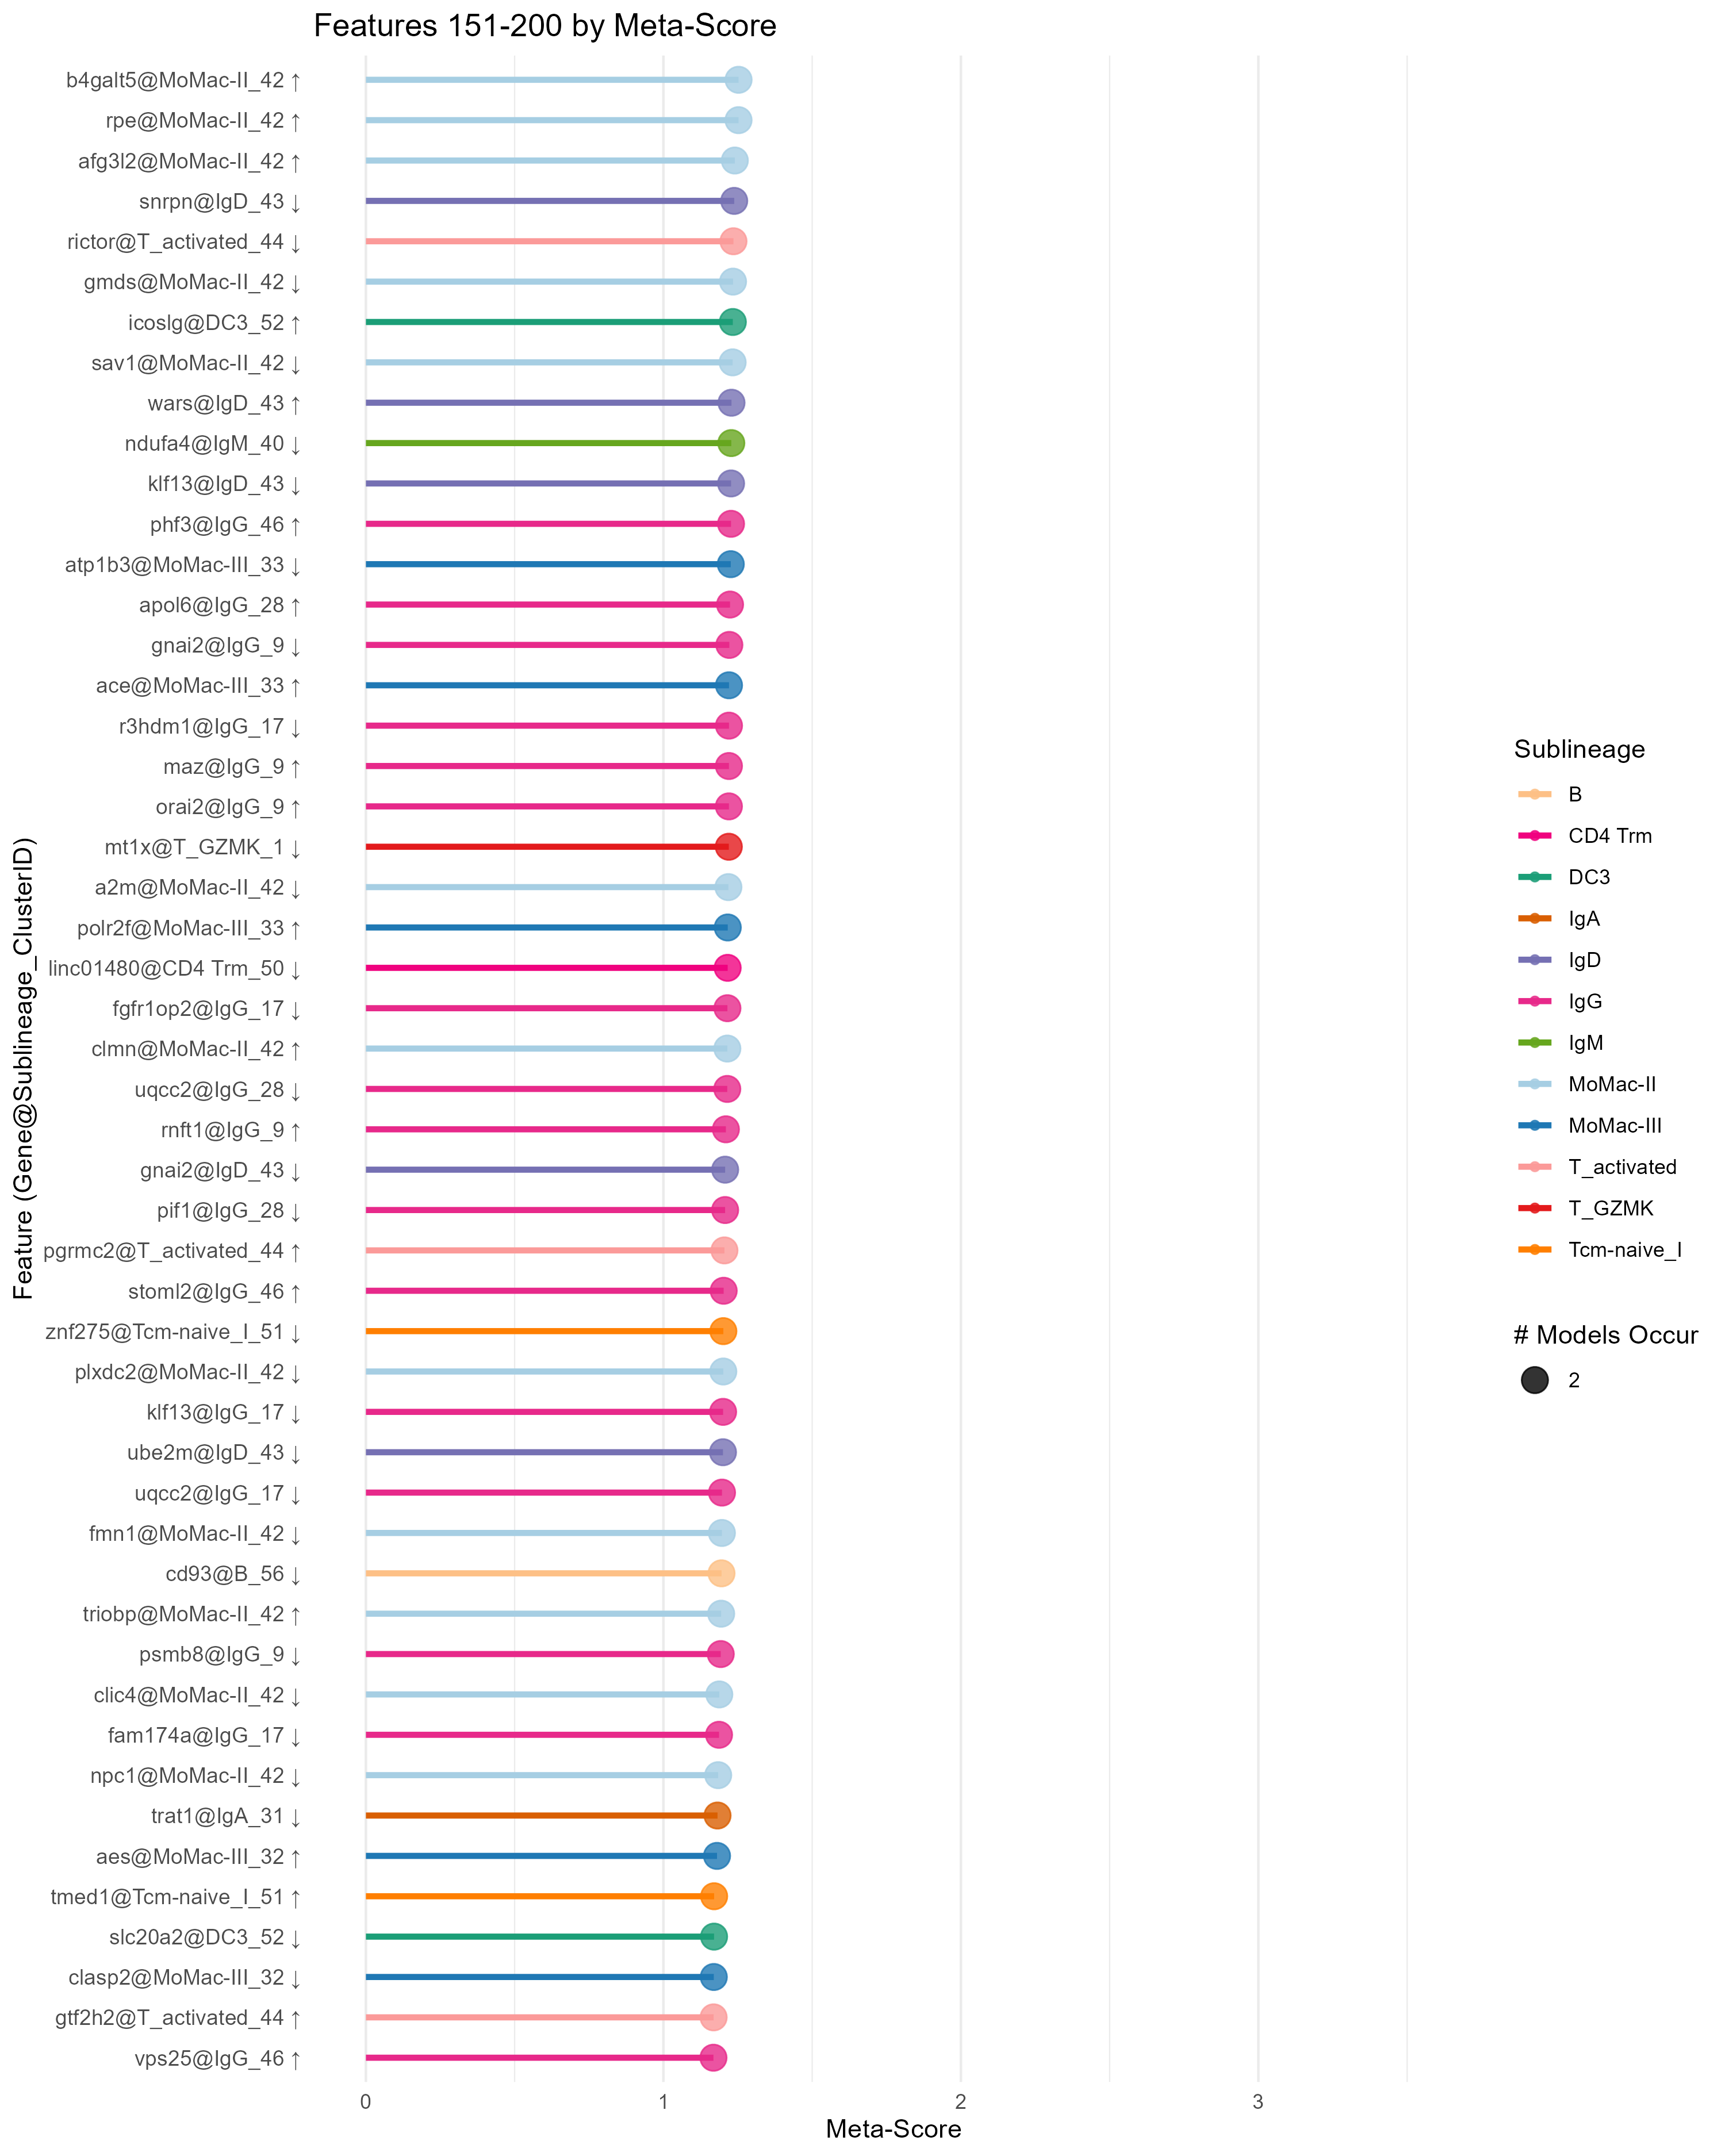 Features 151-200 by Meta-Score
b4galt5@MoMac-II_42 ↑
rpe@MoMac-II_42 ↑
afg3l2@MoMac-II_42 ↑
snrpn@IgD_43 ↓
rictor@T_activated_44 ↓
gmds@MoMac-II_42 ↓
icoslg@DC3_52 ↑
sav1@MoMac-II_42 ↓
wars@IgD_43 ↑
ndufa4@IgM_40 ↓
klf13@IgD_43 ↓
phf3@IgG_46 ↑
atp1b3@MoMac-III_33 ↓
apol6@IgG_28 ↑
gnai2@IgG_9 ↓
ace@MoMac-III_33 ↑
r3hdm1@IgG_17 ↓
maz@IgG_9 ↑
orai2@IgG_9 ↑
mt1x@T_GZMK_1 ↓
a2m@MoMac-II_42 ↓
polr2f@MoMac-III_33 ↑
linc01480@CD4 Trm_50 ↓
fgfr1op2@IgG_17 ↓
clmn@MoMac-II_42 ↑
uqcc2@IgG_28 ↓
rnft1@IgG_9 ↑
gnai2@IgD_43 ↓
pif1@IgG_28 ↓
pgrmc2@T_activated_44 ↑
stoml2@IgG_46 ↑
znf275@Tcm-naive_I_51 ↓
plxdc2@MoMac-II_42 ↓
klf13@IgG_17 ↓
ube2m@IgD_43 ↓
uqcc2@IgG_17 ↓
fmn1@MoMac-II_42 ↓
cd93@B_56 ↓
triobp@MoMac-II_42 ↑
psmb8@IgG_9 ↓
clic4@MoMac-II_42 ↓
fam174a@IgG_17 ↓
npc1@MoMac-II_42 ↓
trat1@IgA_31 ↓
aes@MoMac-III_32 ↑
tmed1@Tcm-naive_I_51 ↑
slc20a2@DC3_52 ↓
clasp2@MoMac-III_32 ↓
gtf2h2@T_activated_44 ↑
vps25@IgG_46 ↑
Feature (Gene@Sublineage_ClusterID)
0 1 2 3
Meta-Score
Sublineage
B
CD4 Trm
DC3
IgA
IgD
IgG
IgM
MoMac-II
MoMac-III
T_activated
T_GZMK
Tcm-naive_I
# Models Occur
2